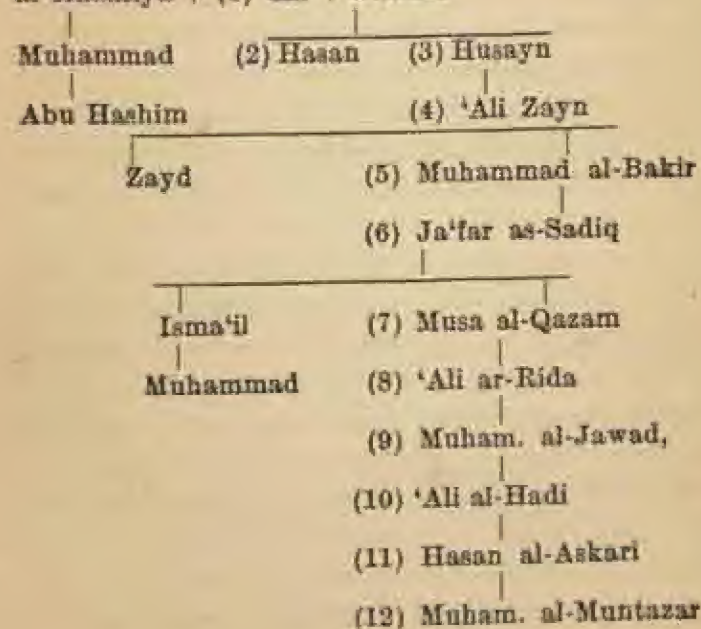 Muhammad (2) Hasan (3) Husayn
Abu Hashim (4) ‘Ali Zayn
Zayd (5) Muhammad al-Bakir
(6) Ja‘far as-Sadiq
Isma‘il (7) Musa al-Qazam
Muhammad (8) ‘Ali ar-Rida
(9) Muham. al-Jawad,
(10) ‘Ali al-Hadi
(11) Hasan al-Askari
(12) Muham. al-Muntazar